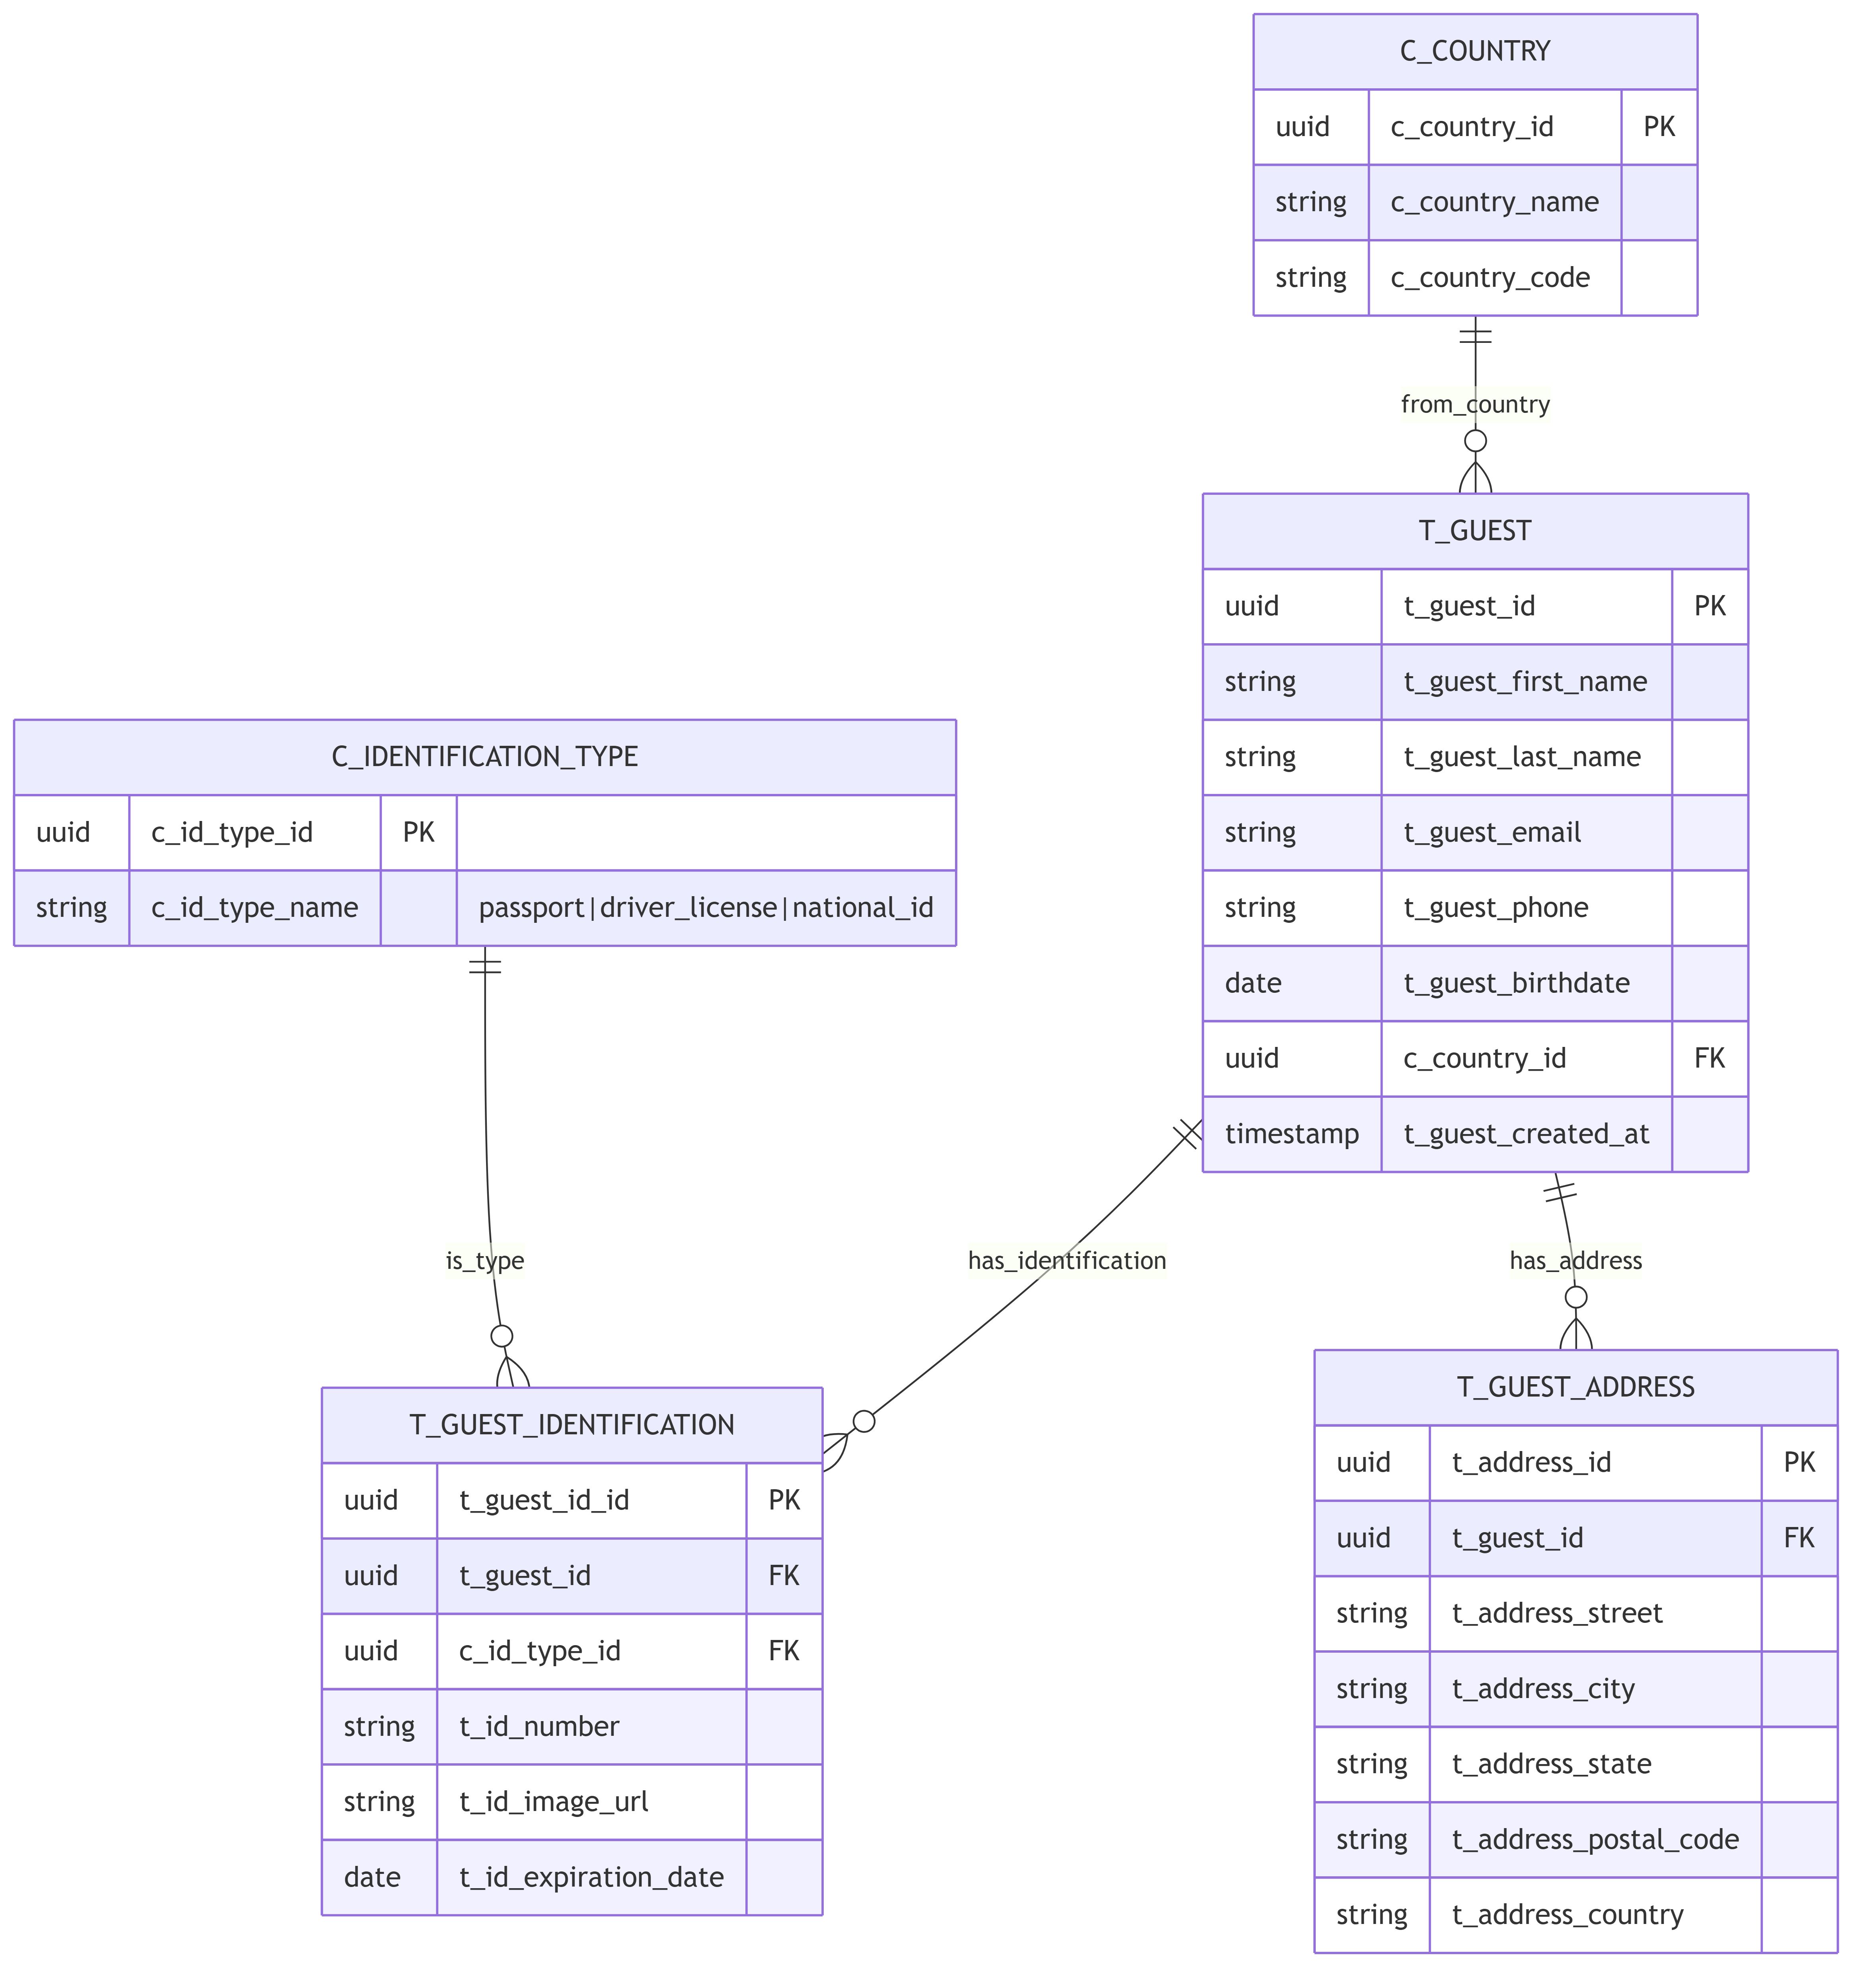 C_COUNTRY
uuid c_country_id PK
string c_country_name
string c_country_code
from_country
T_GUEST
uuid t_guest_id PK
string t_guest_first_name
string t_guest_last_name
string t_guest_email
string t_guest_phone
date t_guest_birthdate
uuid c_country_id FK
timestamp t_guest_created_at
C_IDENTIFICATION_TYPE
uuid c_id_type_id PK
string c_id_type_name passport|driver_license|national_id
is_type
has_identification
has_address
T_GUEST_IDENTIFICATION
uuid t_guest_id_id PK
uuid t_guest_id FK
uuid c_id_type_id FK
string t_id_number
string t_id_image_url
date t_id_expiration_date
T_GUEST_ADDRESS
uuid t_address_id PK
uuid t_guest_id FK
string t_address_street
string t_address_city
string t_address_state
string t_address_postal_code
string t_address_country